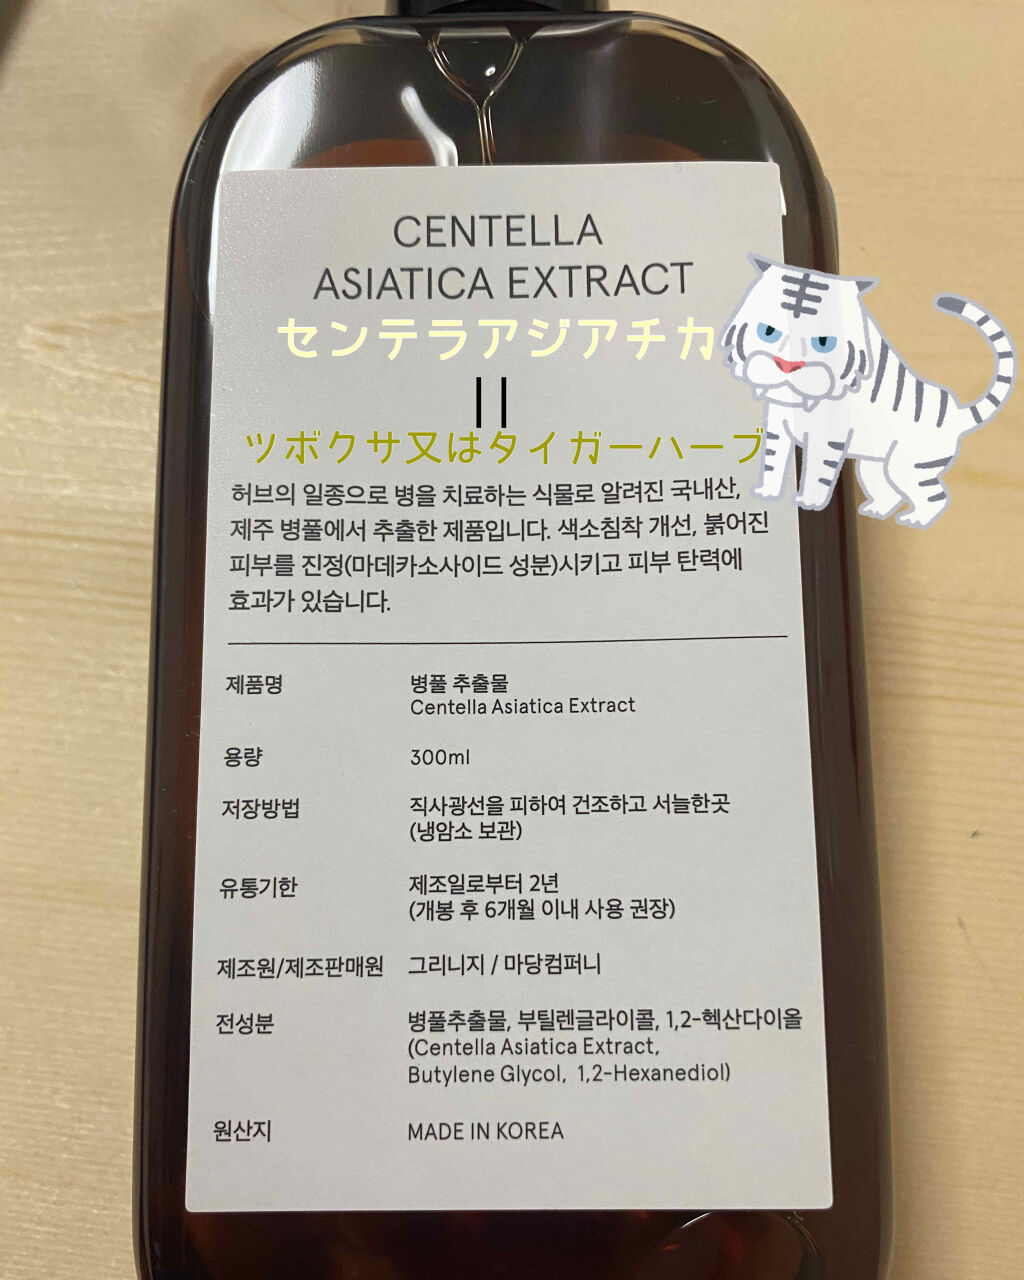 CENTELLA
ASIATICA EXTRACT
センテラアジアチカ
||
ツボクサ又はタイガーハーブ
허브의 일종으로 병을 치료하는 식물로 알려진 국내산,
제주 병풀에서 추출한 제품입니다. 색소침착 개선, 붉어진
피부를 진정(마데카소사이드 성분)시키고 피부 탄력에
효과가 있습니다.
제품명 병풀 추출물
Centella Asiatica Extract
용량 300ml
저장방법 직사광선을 피하여 건조하고 서늘한곳
(냉암소 보관)
유통기한 제조일로부터 2년
(개봉 후 6개월 이내 사용 권장)
제조원/제조판매원 그리니지 / 마당컴퍼니
전성분 병풀추출물, 부틸렌글라이콜, 1,2-헥산다이올
(Centella Asiatica Extract,
Butylene Glycol, 1,2-Hexanediol)
원산지 MADE IN KOREA